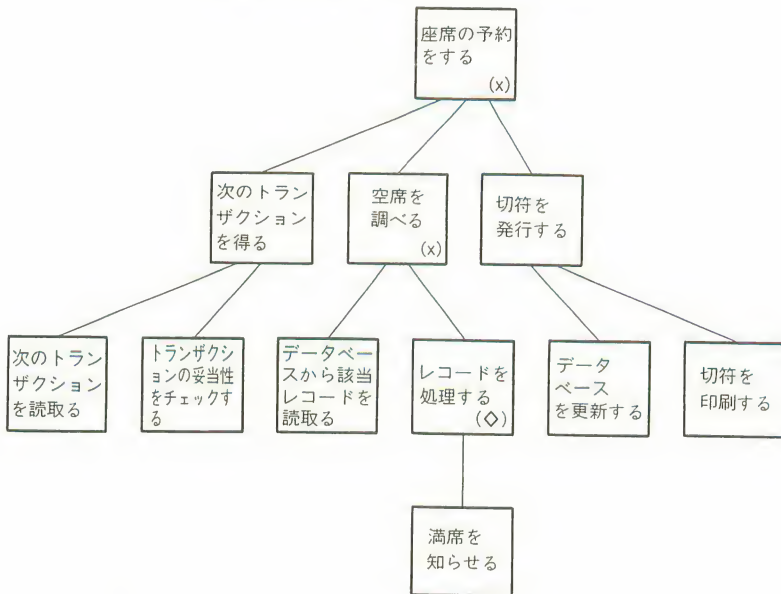 座席の予約
をする
(x)
次のトラン
ザクション
を得る
空席を
調べる
(x)
切符を
発行する
次のトラン
ザクション
を読取る
トランザクシ
ョンの妥当性
をチェックす
る
データベー
スから該当
レコードを
読取る
レコードを
処理する
(◇)
データ
ベース
を更新する
切符を
印刷する
満席を
知らせる